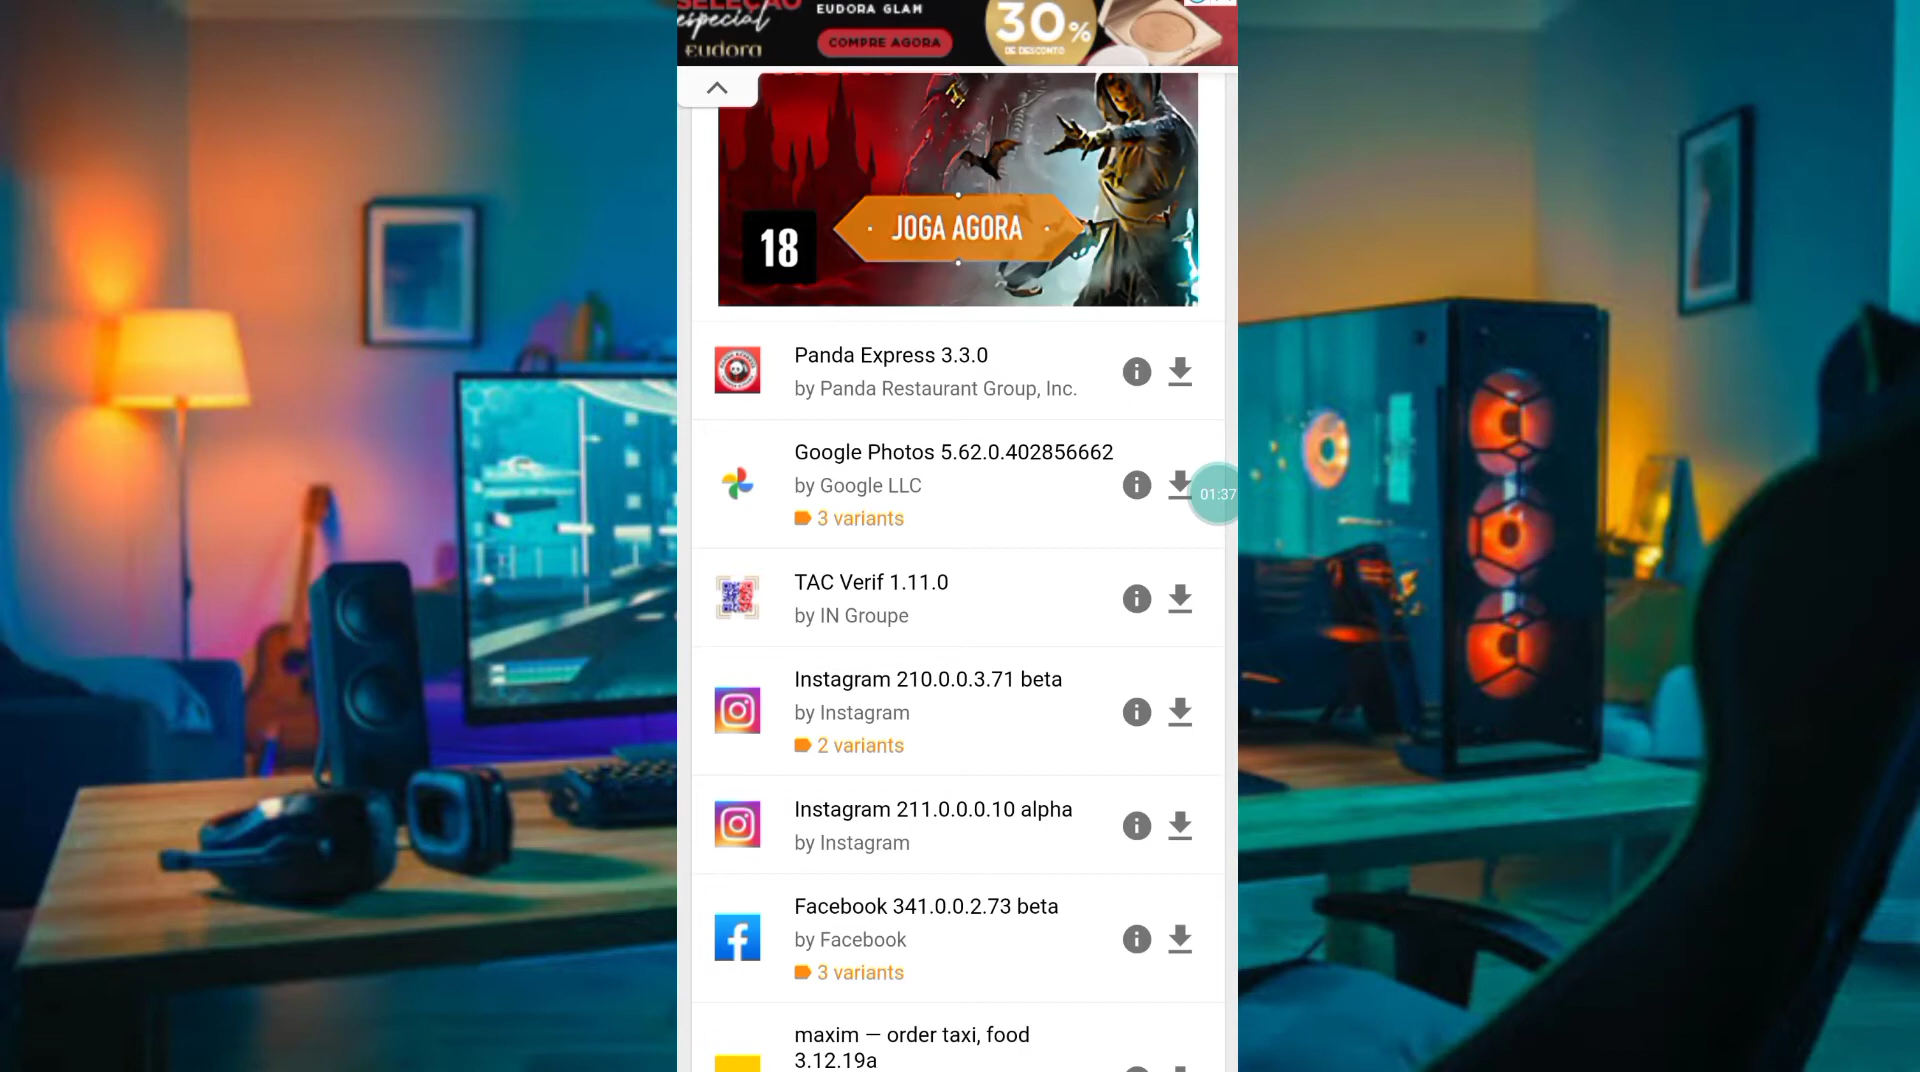 SELEÇÃO
especial
eudora
EUDORA GLAM
COMPRE AGORA
30%
DE DESCONTO
18
JOGA AGORA
Panda Express 3.3.0
by Panda Restaurant Group, Inc.
Google Photos 5.62.0.402856662
by Google LLC
3 variants
01:37
TAC Verif 1.11.0
by IN Groupe
Instagram 210.0.0.3.71 beta
by Instagram
2 variants
Instagram 211.0.0.0.10 alpha
by Instagram
Facebook 341.0.0.2.73 beta
by Facebook
3 variants
maxim — order taxi, food
3.12.19a